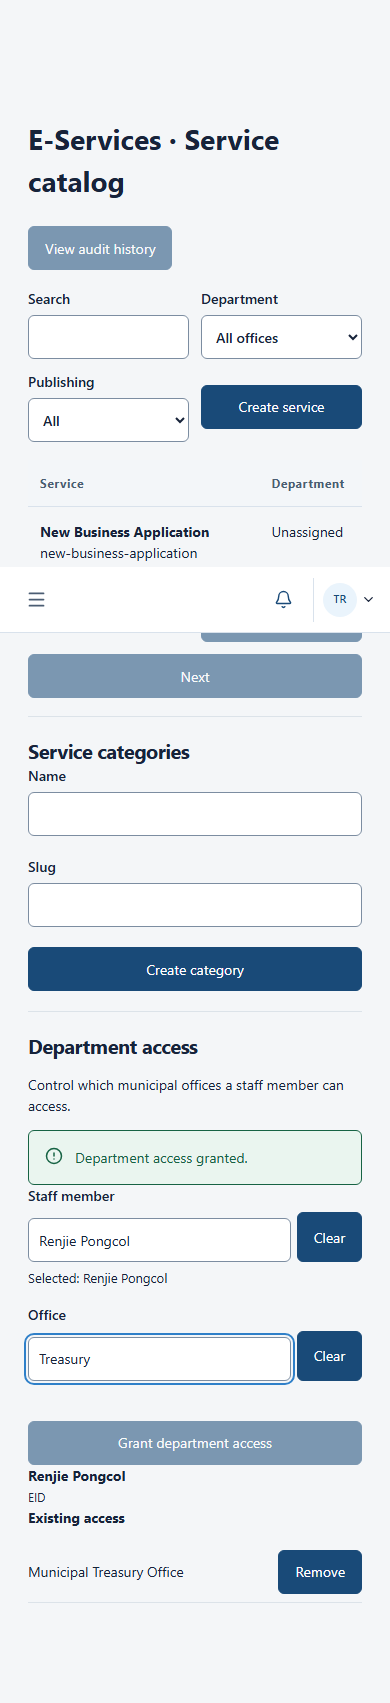 E-Services · Service
catalog
View audit history
Search
Department
All offices
Publishing
All
Create service
Service
Department
New Business Application
Unassigned
new-business-application
TR
Next
Service categories
Name
Slug
Create category
Department access
Control which municipal offices a staff member can
access.
Department access granted.
Staff member
Renjie Pongcol
Clear
Selected: Renjie Pongcol
Office
Treasury
Clear
Grant department access
Renjie Pongcol
EID
Existing access
Municipal Treasury Office
Remove